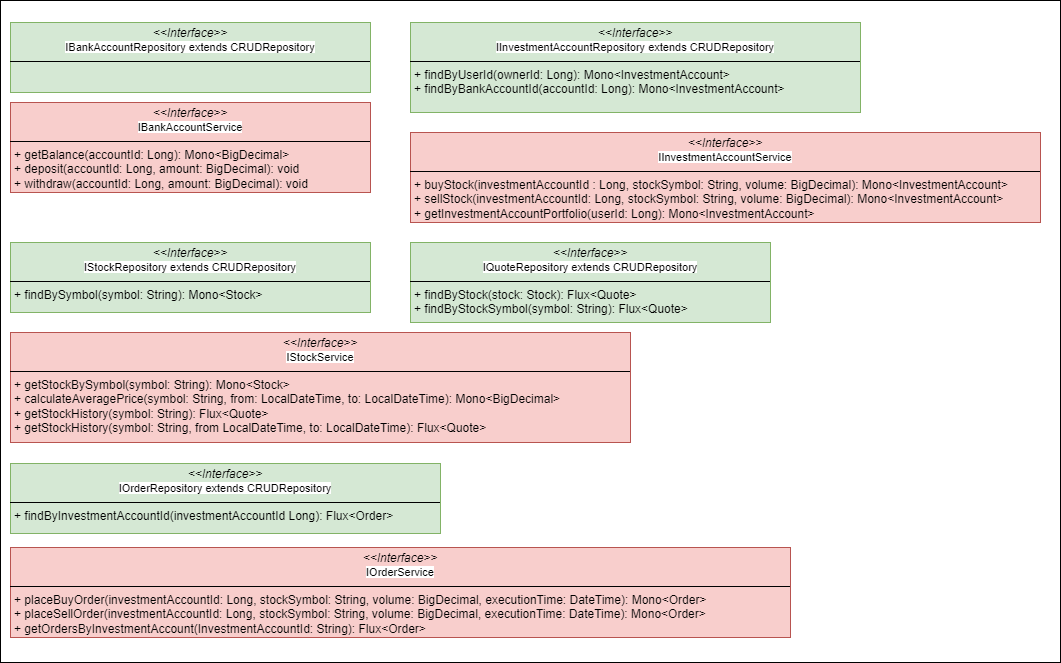 <<Interface>>
IBankAccountRepository extends CRUDRepository
<<Interface>>
IInvestmentAccountRepository extends CRUDRepository
+ findByUserId(ownerId: Long): Mono<InvestmentAccount>
+ findByBankAccountId(accountId: Long): Mono<InvestmentAccount>
<<Interface>>
IBankAccountService
+ getBalance(accountId: Long): Mono<BigDecimal>
+ deposit(accountId: Long, amount: BigDecimal): void
+ withdraw(accountId: Long, amount: BigDecimal): void
<<Interface>>
IInvestmentAccountService
+ buyStock(investmentAccountId : Long, stockSymbol: String, volume: BigDecimal): Mono<InvestmentAccount>
+ sellStock(investmentAccountId: Long, stockSymbol: String, volume: BigDecimal): Mono<InvestmentAccount>
+ getInvestmentAccountPortfolio(userId: Long): Mono<InvestmentAccount>
<<Interface>>
IStockRepository extends CRUDRepository
+ findBySymbol(symbol: String): Mono<Stock>
<<Interface>>
IQuoteRepository extends CRUDRepository
+ findByStock(stock: Stock): Flux<Quote>
+ findByStockSymbol(symbol: String): Flux<Quote>
<<Interface>>
IStockService
+ getStockBySymbol(symbol: String): Mono<Stock>
+ calculateAveragePrice(symbol: String, from: LocalDateTime, to: LocalDateTime): Mono<BigDecimal>
+ getStockHistory(symbol: String): Flux<Quote>
+ getStockHistory(symbol: String, from LocalDateTime, to: LocalDateTime): Flux<Quote>
<<Interface>>
IOrderRepository extends CRUDRepository
+ findByInvestmentAccountId(investmentAccountId Long): Flux<Order>
<<Interface>>
IOrderService
+ placeBuyOrder(investmentAccountId: Long, stockSymbol: String, volume: BigDecimal, executionTime: DateTime): Mono<Order>
+ placeSellOrder(investmentAccountId: Long, stockSymbol: String, volume: BigDecimal, executionTime: DateTime): Mono<Order>
+ getOrdersByInvestmentAccount(InvestmentAccountId: String): Flux<Order>